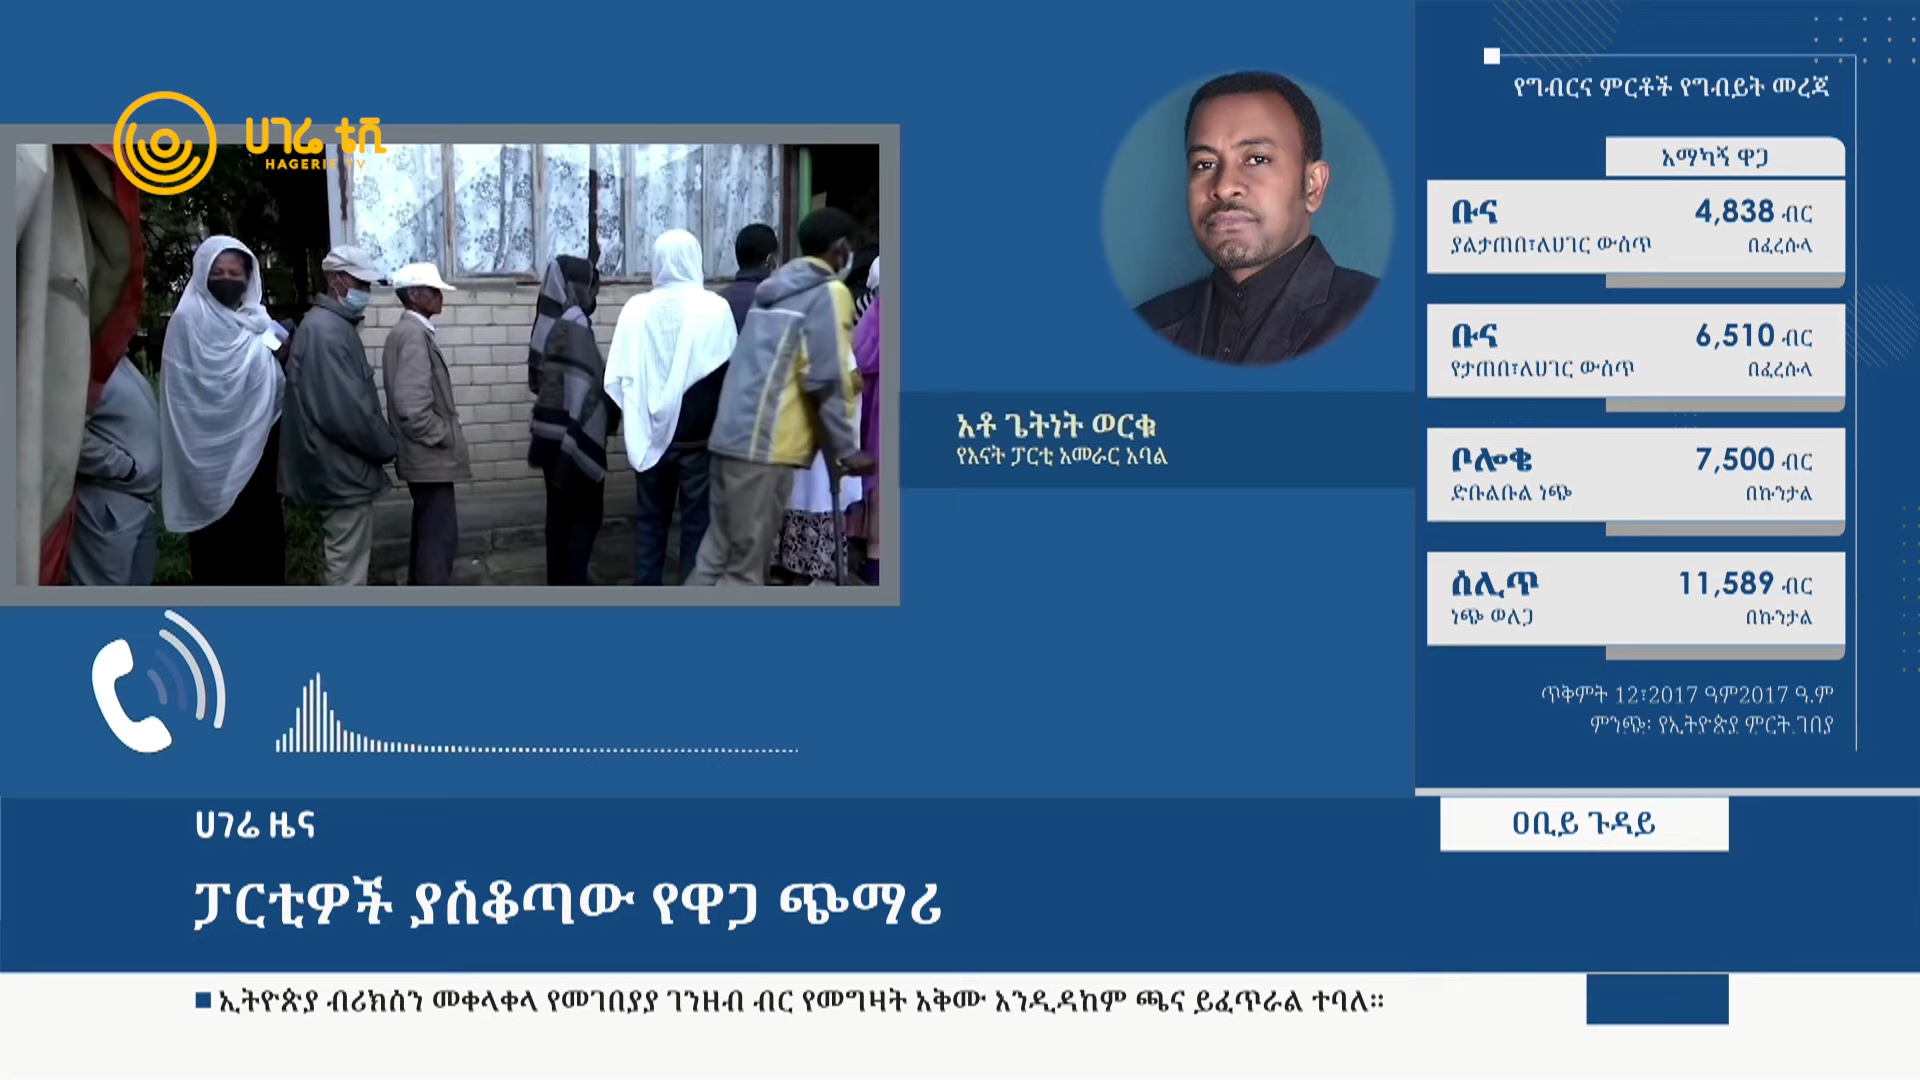 ሀገሬ ቲቪ
HAGERIE TV
አቶ ጌትነት ወርቁ
የእናት ፓርቲ አመራር አባል
የግብርና ምርቶች የግብይት መረጃ
አማካኝ ዋጋ
ቡና 4,838 ብር
ያልታጠበ፣ለሀገር ውስጥ በፈረሱላ
ቡና 6,510 ብር
የታጠበ፣ለሀገር ውስጥ በፈረሱላ
ቦሎቄ 7,500 ብር
ድቡልቡል ነጭ በኩንታል
ሰሊጥ 11,589 ብር
ነጭ ወለጋ በኩንታል
ጥቅምት 12፣2017 ዓም2017 ዓ.ም
ምንጭ፡ የኢትዮጵያ ምርት ገበያ
ሀገሬ ዜና
ዐቢይ ጉዳይ
ፓርቲዎች ያስቆጣው የዋጋ ጭማሪ
ኢትዮጵያ ብሪክስን መቀላቀሏ የመገበያያ ገንዘብ ብር የመግዛት አቅሙ እንዲዳከም ጫና ይፈጥራል ተባለ።